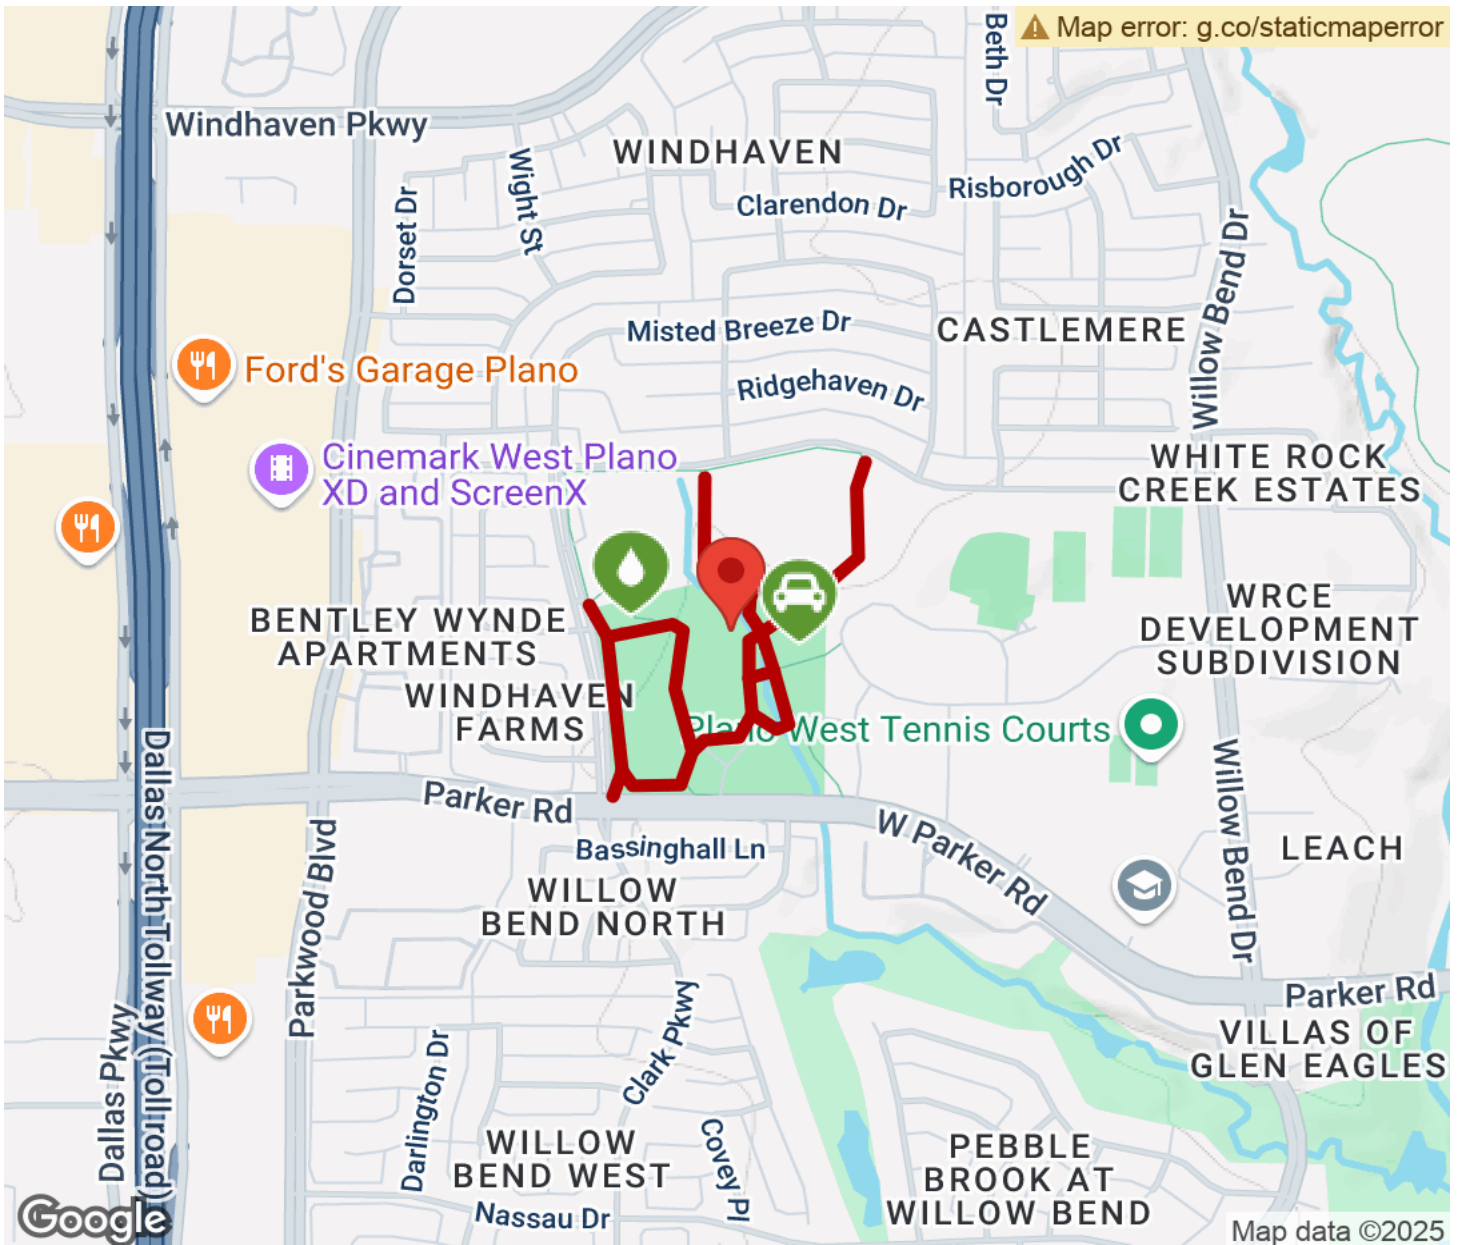 Map error: g.co/staticmaperror
Beth Dr
Windhaven Pkwy
WINDHAVEN
Wight St
Risborough Dr
Clarendon Dr
Dorset Dr
Willow Bend Dr
Misted Breeze Dr
CASTLEMERE
Ford's Garage Plano
Ridgehaven Dr
Cinemark West Plano
XD and ScreenX
WHITE ROCK
CREEK ESTATES
BENTLEY WYNDE
APARTMENTS
WRCE
DEVELOPMENT
SUBDIVISION
WINDHAVEN
FARMS
Plano West Tennis Courts
Dallas North Tollway (Toll road)
Willow Bend Dr
Parker Rd
W Parker Rd
Parkwood Blvd
Bassinghall Ln
LEACH
WILLOW
BEND NORTH
Parker Rd
Dallas Pkwy
Clark Pkwy
VILLAS OF
GLEN EAGLES
Darlington Dr
Covey Pl
WILLOW
BEND WEST
PEBBLE
BROOK AT
WILLOW BEND
Nassau Dr
Google
Map data ©2025